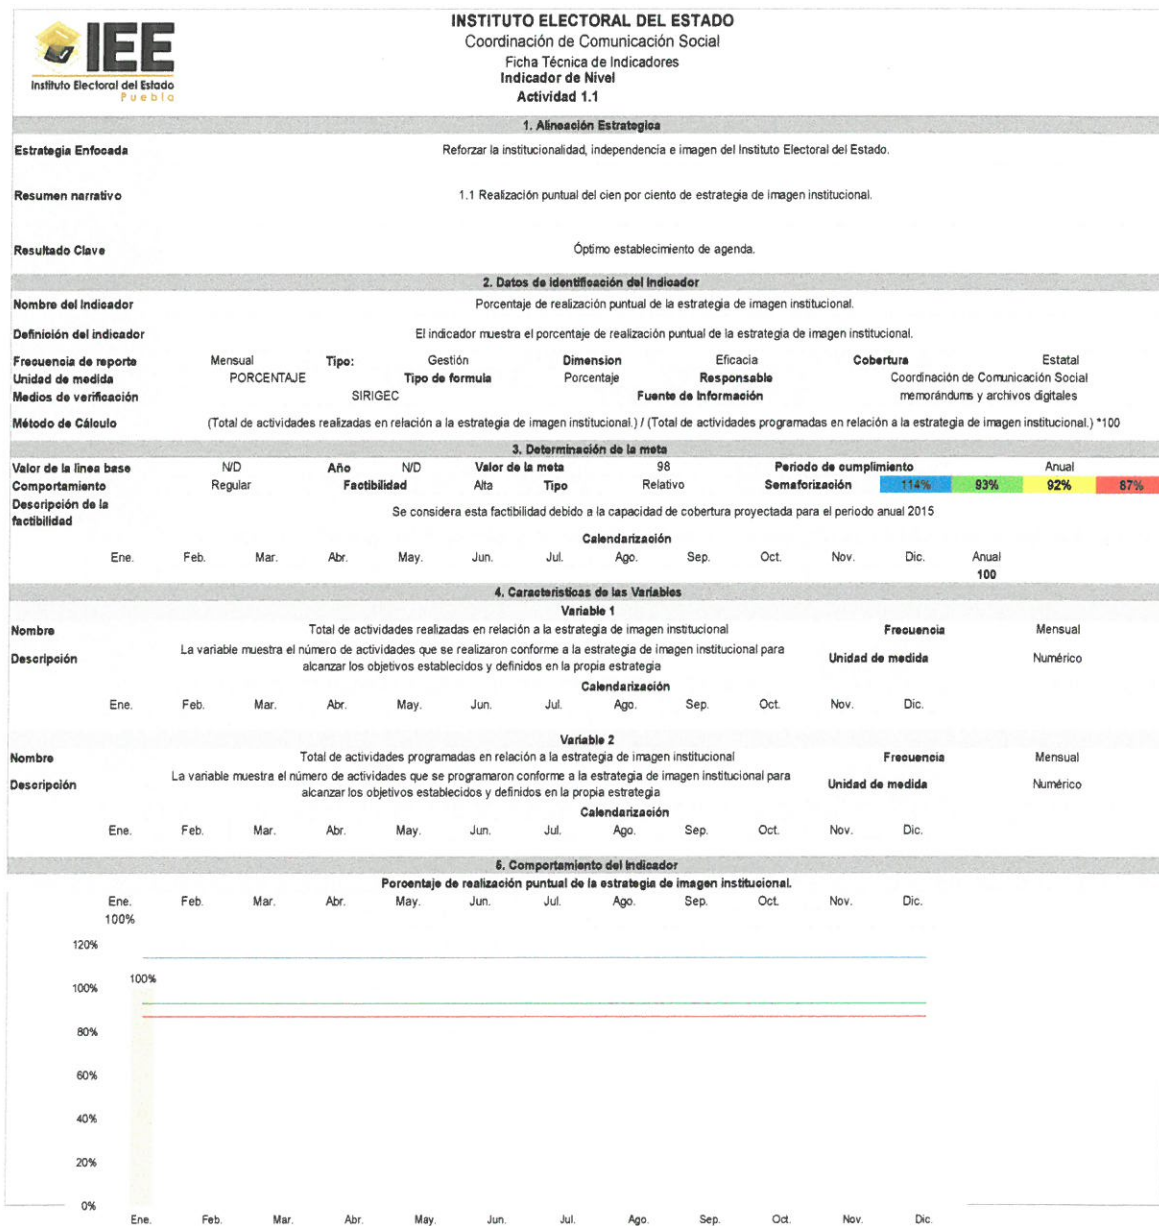 IEE
Instituto Electoral del Estado
Puebla
INSTITUTO ELECTORAL DEL ESTADO
Coordinación de Comunicación Social
Ficha Técnica de Indicadores
Indicador de Nivel
Actividad 1.1
1. Alineación Estrategica
Estrategia Enfocada Reforzar la institucionalidad, independencia e imagen del Instituto Electoral del Estado.
Resumen narrativo 1.1 Realización puntual del cien por ciento de estrategia de imagen institucional.
Resultado Clave Óptimo establecimiento de agenda.
2. Datos de identificación del Indicador
Nombre del Indicador Porcentaje de realización puntual de la estrategia de imagen institucional.
Definición del indicador El indicador muestra el porcentaje de realización puntual de la estrategia de imagen institucional.
Frecuencia de reporte Mensual Tipo: Gestión Dimension Eficacia Cobertura Estatal
Unidad de medida PORCENTAJE Tipo de formula Porcentaje Responsable Coordinación de Comunicación Social
Medios de verificación SIRIGEC Fuente de Información memorándums y archivos digitales
Método de Cálculo (Total de actividades realizadas en relación a la estrategia de imagen institucional.) / (Total de actividades programadas en relación a la estrategia de imagen institucional.) *100
3. Determinación de la meta
Valor de la linea base N/D Año N/D Valor de la meta 98 Periodo de cumplimiento Anual
Comportamiento Regular Factibilidad Alta Tipo Relativo Semaforización 114% 93% 92% 87%
Descripción de la
factibilidad
Se considera esta factibilidad debido a la capacidad de cobertura proyectada para el periodo anual 2015
Calendarización
Ene. Feb. Mar. Abr. May. Jun. Jul. Ago. Sep. Oct. Nov. Dic. Anual
100
4. Caracteristicas de las Variables
Variable 1
Nombre Total de actividades realizadas en relación a la estrategia de imagen institucional Frecuencia Mensual
Descripción La variable muestra el número de actividades que se realizaron conforme a la estrategia de imagen institucional para
alcanzar los objetivos establecidos y definidos en la propia estrategia Unidad de medida Numérico
Calendarización
Ene. Feb. Mar. Abr. May. Jun. Jul. Ago. Sep. Oct. Nov. Dic.
Variable 2
Nombre Total de actividades programadas en relación a la estrategia de imagen institucional Frecuencia Mensual
Descripción La variable muestra el número de actividades que se programaron conforme a la estrategia de imagen institucional para
alcanzar los objetivos establecidos y definidos en la propia estrategia Unidad de medida Numérico
Calendarización
Ene. Feb. Mar. Abr. May. Jun. Jul. Ago. Sep. Oct. Nov. Dic.
5. Comportamiento del Indicador
Porcentaje de realización puntual de la estrategia de imagen institucional.
Ene. Feb. Mar. Abr. May. Jun. Jul. Ago. Sep. Oct. Nov. Dic.
100%
120%
100%
100%
80%
60%
40%
20%
0%
Ene. Feb. Mar. Abr. May. Jun. Jul. Ago. Sep. Oct. Nov. Dic.